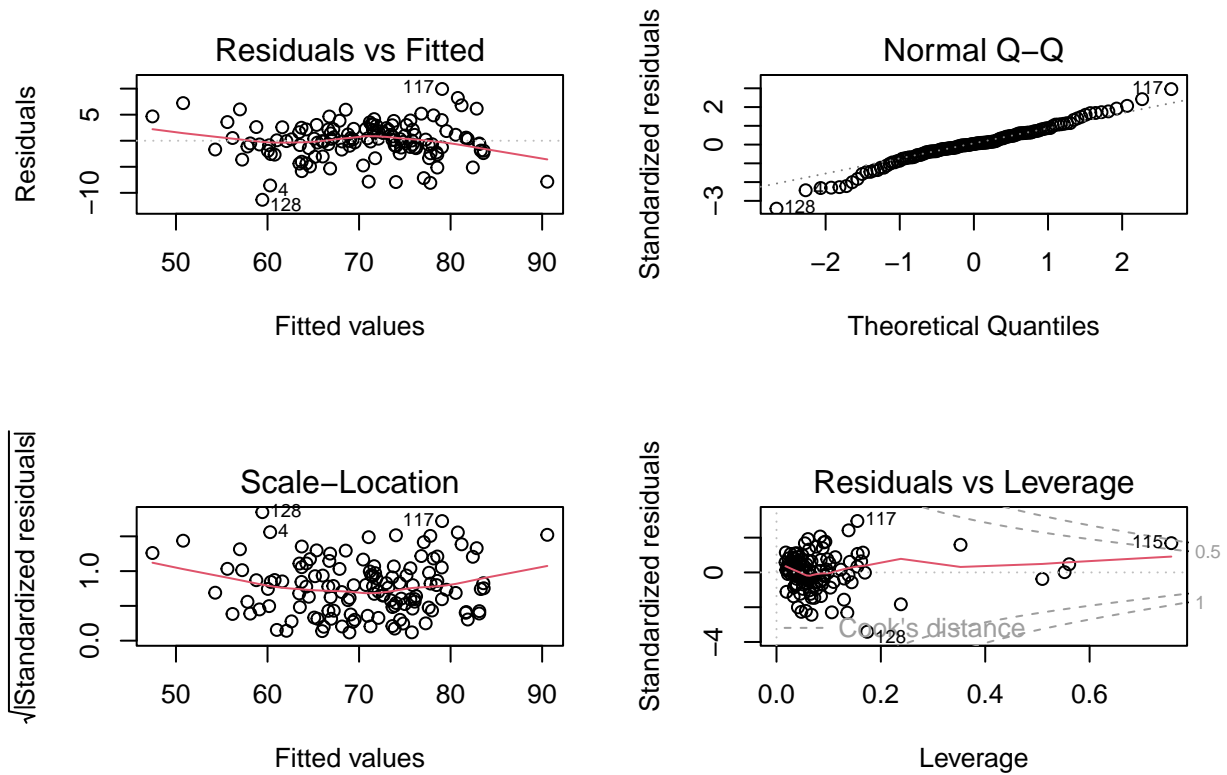 Residuals vs Fitted
Residuals
5
−10
117
4
128
50 60 70 80 90
Fitted values
Normal Q−Q
Standardized residuals
2
0
−3
117
128
−2 −1 0 1 2
Theoretical Quantiles
Scale−Location
√|Standardized residuals|
1.0
0.0
128
4
117
50 60 70 80 90
Fitted values
Residuals vs Leverage
Standardized residuals
0
−4
117
115
0.5
1
Cook's distance
128
0.0 0.2 0.4 0.6
Leverage